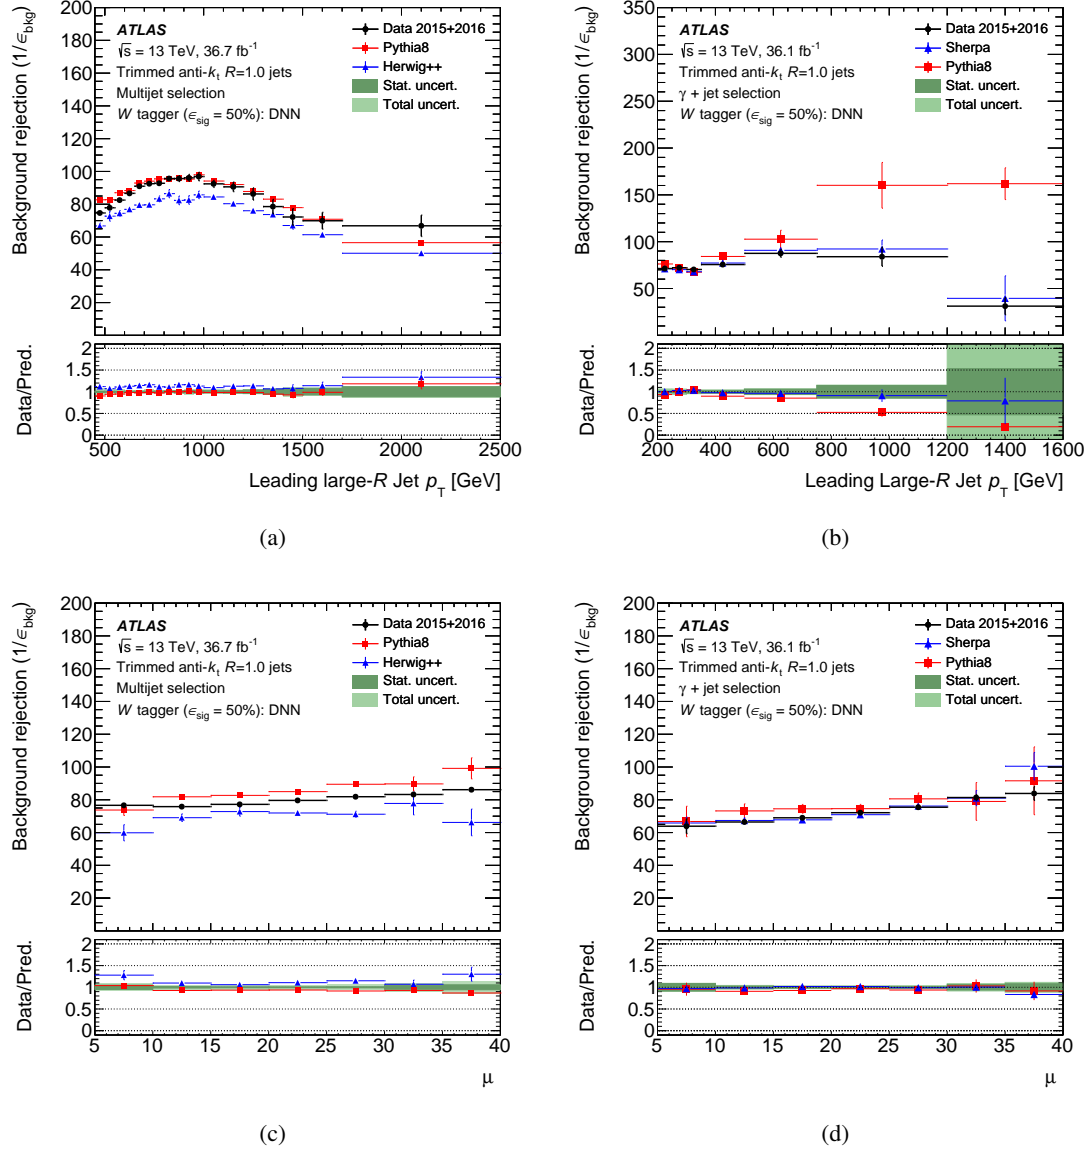 ATLAS
√s = 13 TeV, 36.7 fb⁻¹
Trimmed anti-kₜ R=1.0 jets
Multijet selection
W tagger (ϵsig = 50%): DNN
Data 2015+2016
Pythia8
Herwig++
Stat. uncert.
Total uncert.
Background rejection (1/ϵbkg)
200
180
160
140
120
100
80
60
40
20
Data/Pred.
2
1.5
1
0.5
0
500 1000 1500 2000 2500
Leading large-R Jet pT [GeV]
(a)
ATLAS
√s = 13 TeV, 36.1 fb⁻¹
Trimmed anti-kₜ R=1.0 jets
γ + jet selection
W tagger (ϵsig = 50%): DNN
Data 2015+2016
Sherpa
Pythia8
Stat. uncert.
Total uncert.
Background rejection (1/ϵbkg)
350
300
250
200
150
100
50
Data/Pred.
2
1.5
1
0.5
0
200 400 600 800 1000 1200 1400 1600
Leading Large-R Jet pT [GeV]
(b)
ATLAS
√s = 13 TeV, 36.7 fb⁻¹
Trimmed anti-kₜ R=1.0 jets
Multijet selection
W tagger (ϵsig = 50%): DNN
Data 2015+2016
Pythia8
Herwig++
Stat. uncert.
Total uncert.
Background rejection (1/ϵbkg)
200
180
160
140
120
100
80
60
40
20
Data/Pred.
2
1.5
1
0.5
0
5 10 15 20 25 30 35 40
μ
(c)
ATLAS
√s = 13 TeV, 36.1 fb⁻¹
Trimmed anti-kₜ R=1.0 jets
γ + jet selection
W tagger (ϵsig = 50%): DNN
Data 2015+2016
Sherpa
Pythia8
Stat. uncert.
Total uncert.
Background rejection (1/ϵbkg)
200
180
160
140
120
100
80
60
40
20
Data/Pred.
2
1.5
1
0.5
0
5 10 15 20 25 30 35 40
μ
(d)